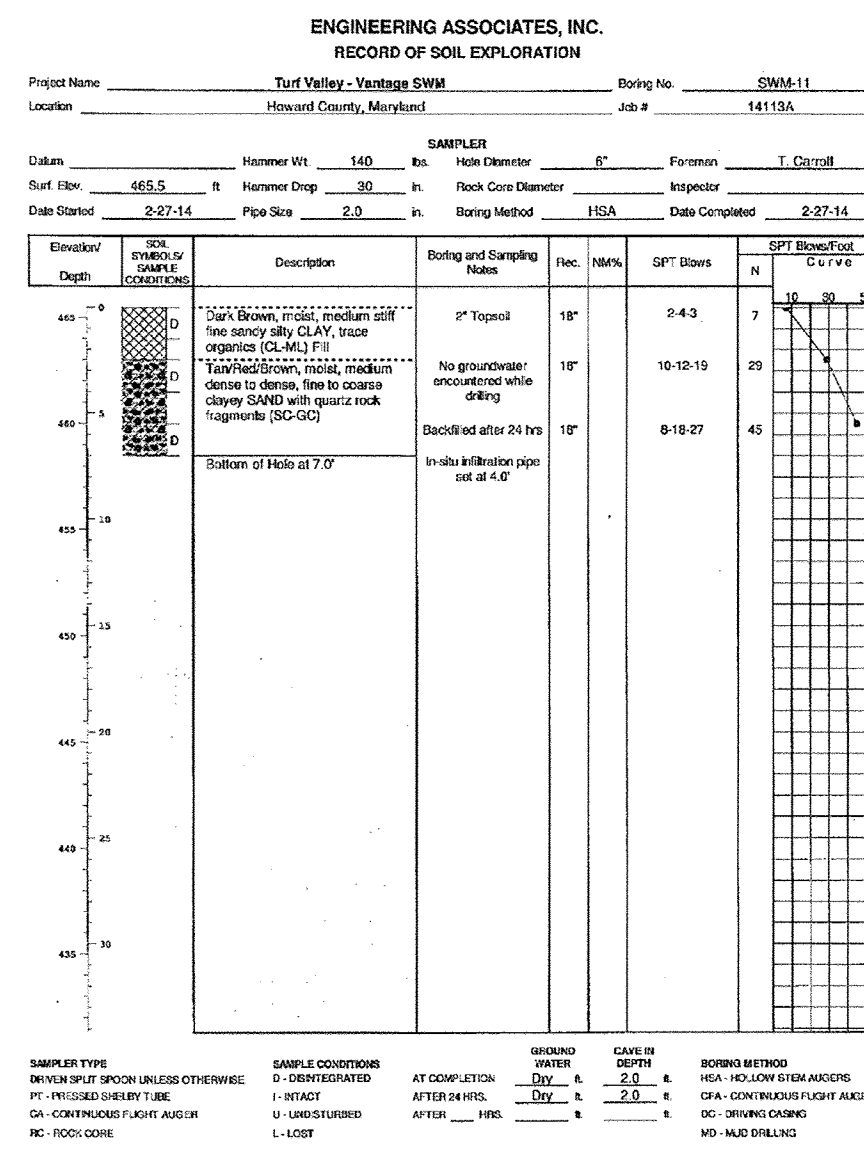 ENGINEERING ASSOCIATES, INC.
RECORD OF SOIL EXPLORATION
Project Name Turf Valley - Vantage SWM Boring No. SWM-11
Location Howard County, Maryland Job # 14113A
SAMPLER
Datum Hammer Wt. 140 lbs. Hole Diameter 6" Foreman T. Carroll
Surf. Elev. 465.5 ft Hammer Drop 30 in. Rock Core Diameter Inspector
Date Started 2-27-14 Pipe Size 2.0 in. Boring Method HSA Date Completed 2-27-14
Elevation/ Depth
SOIL SYMBOLS/ SAMPLE CONDITIONS
Description
Boring and Sampling Notes
Rec.
NM%
SPT Blows
SPT Blows/Foot
N
Curve
10 30
465 0 D
Dark Brown, moist, medium stiff
fine sandy silty CLAY, trace
organics (CL-ML) Fill
2" Topsoil 18" 2-4-3 7
D
Tan/Red/Brown, moist, medium
dense to dense, fine to coarse
clayey SAND with quartz rock
fragments (SC-GC)
No groundwater
encountered while
drilling
18" 10-12-19 29
460 5
D
Backfilled after 24 hrs 18" 8-18-27 45
Bottom of Hole at 7.0'
In-situ infiltration pipe
set at 4.0'
455 10
450 15
445 20
440 25
435 30
GROUND WATER
CAVE IN DEPTH
SAMPLER TYPE
DRIVEN SPLIT SPOON UNLESS OTHERWISE
PT - PRESSED SHELBY TUBE
CA - CONTINUOUS FLIGHT AUGER
RC - ROCK CORE
SAMPLE CONDITIONS
D - DISINTEGRATED
I - INTACT
U - UNDISTURBED
L - LOST
AT COMPLETION Dry ft. 2.0 ft.
AFTER 24 HRS. Dry ft. 2.0 ft.
AFTER HRS. ft. ft.
BORING METHOD
HSA - HOLLOW STEM AUGERS
CFA - CONTINUOUS FLIGHT
DC - DRIVING CASING
MD - MUD DRILLING